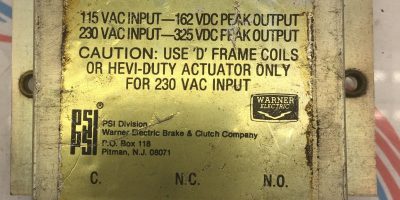 115 VAC INPUT—162 VDC PEAK OUTPUT
230 VAC INPUT—325 VDC PEAK OUTPUT
CAUTION: USE 'D' FRAME COILS
OR HEVI-DUTY ACTUATOR ONLY
FOR 230 VAC INPUT
WARNER
ELECTRIC
PSI
PSI
PSI Division
Warner Electric Brake & Clutch Company
P.O. Box 118
Pitman, N.J. 08071
C. N.C. N.O.